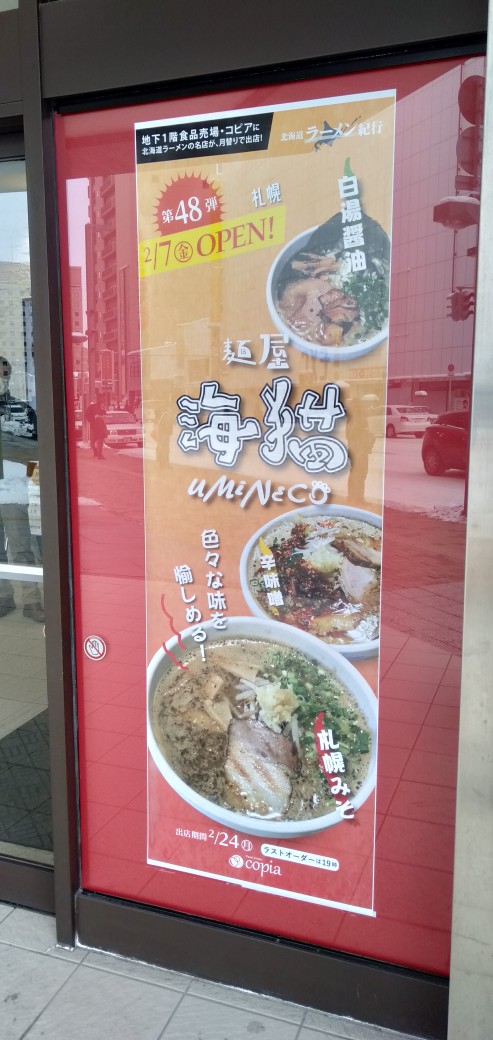 地下1階食品売場・コピアに
北海道ラーメンの名店が、月替りで出店!
北海道 ラーメン紀行
第48弾
札幌
2/7㊎ OPEN!
白湯醤油
麺屋
海猫
UMiNeCO
辛味噌
色々な味を
愉しめる!
札幌みそ
出店期間 2/24㊊
ラストオーダーは19時
copia